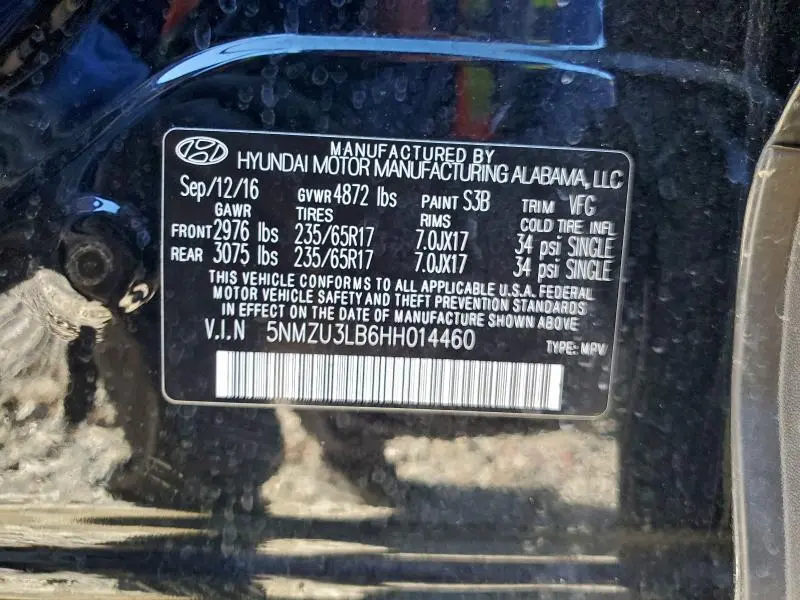 MANUFACTURED BY
HYUNDAI MOTOR MANUFACTURING ALABAMA, LLC
Sep/12/16 GVWR 4872 lbs PAINT S3B TRIM VFG
GAWR TIRES RIMS COLD TIRE INFL
FRONT 2976 lbs 235/65R17 7.0JX17 34 psi SINGLE
REAR 3075 lbs 235/65R17 7.0JX17 34 psi SINGLE
THIS VEHICLE CONFORMS TO ALL APPLICABLE U.S.A. FEDERAL
MOTOR VEHICLE SAFETY AND THEFT PREVENTION STANDARDS
IN EFFECT ON THE DATE OF MANUFACTURE SHOWN ABOVE
V.I.N 5NMZU3LB6HH014460 TYPE: MPV